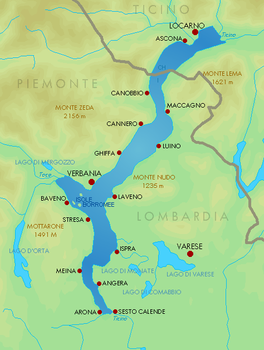 TICINO
LOCARNO
ASCONA
Ticino
CH
I
PIEMONTE
MONTE LEMA
1621 m
CANOBBIO
MONTE ZEDA
2156 m
MACCAGNO
CANNERO
LUINO
GHIFFA
LAGO DI MERGOZZO
VERBANIA
MONTE NUDO
1235 m
Toce
BAVENO
ISOLE
BORROMEE
LAVENO
STRESA
LOMBARDIA
MOTTARONE
1491 M
LAGO D'ORTA
ISPRA
VARESE
MEINA
LAGO DI MONATE
LAGO DI VARESE
ANGERA
LAGO DI COMABBIO
ARONA
SESTO CALENDE
Ticino